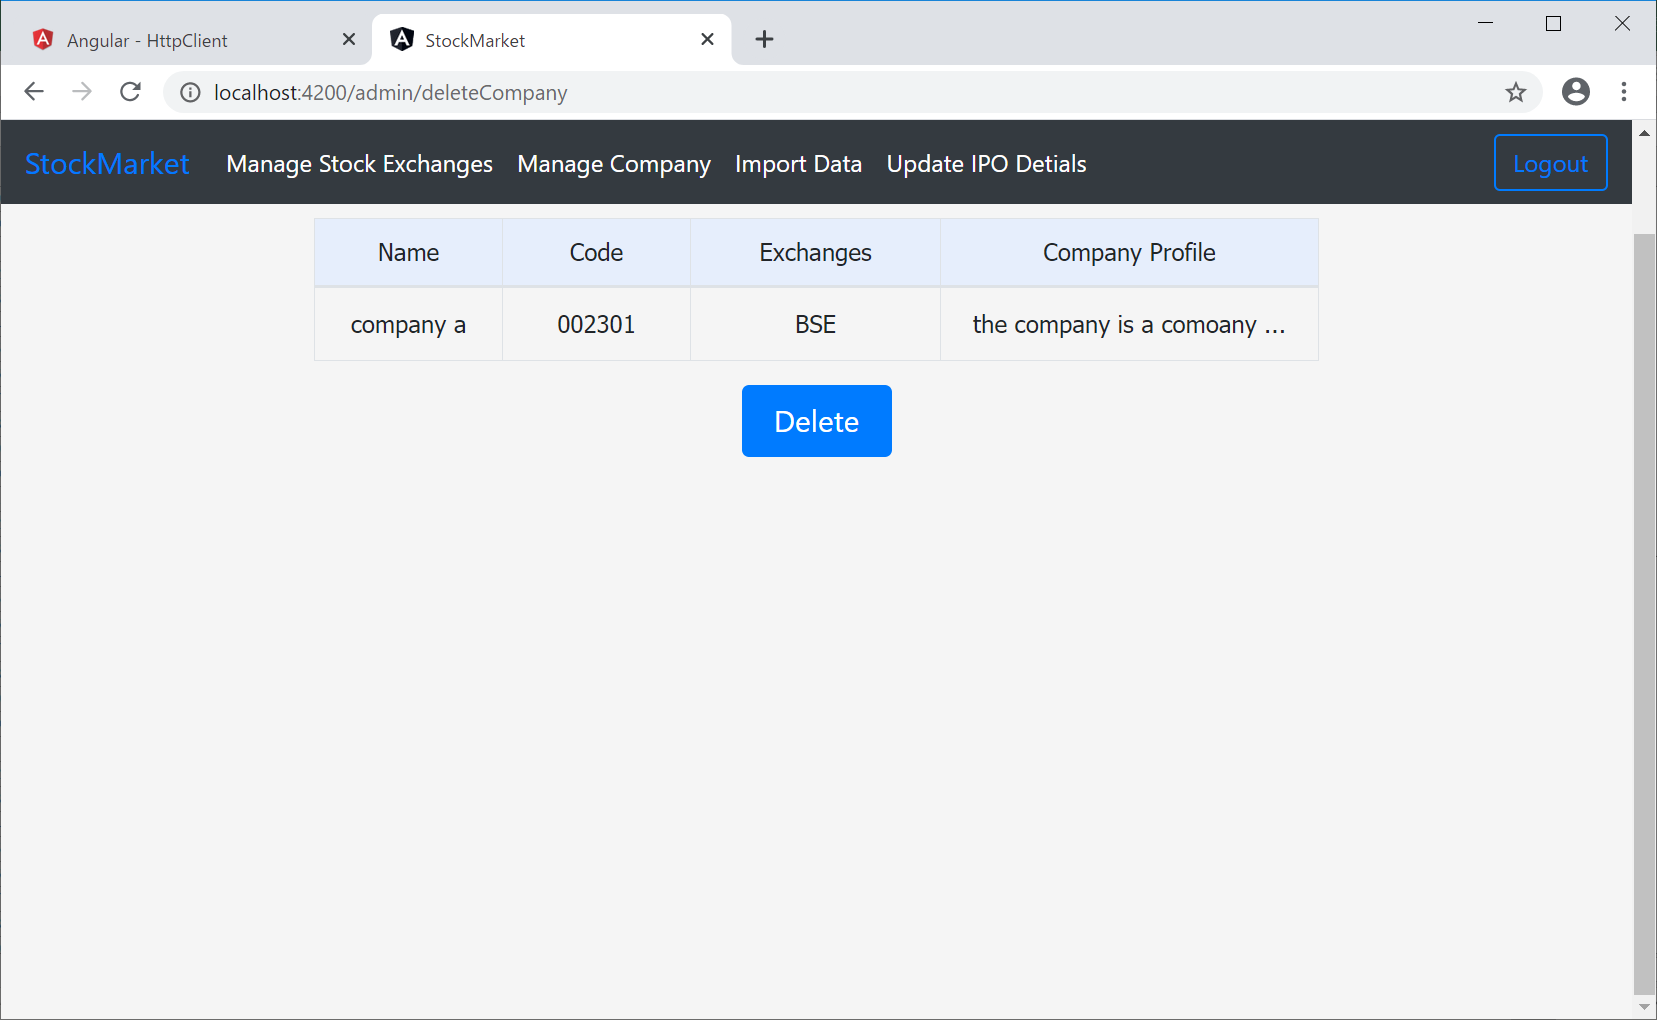 Angular - HttpClient
StockMarket
localhost:4200/admin/deleteCompany
StockMarket Manage Stock Exchanges Manage Company Import Data Update IPO Detials Logout
Name Code Exchanges Company Profile
company a 002301 BSE the company is a comoany ...
Delete